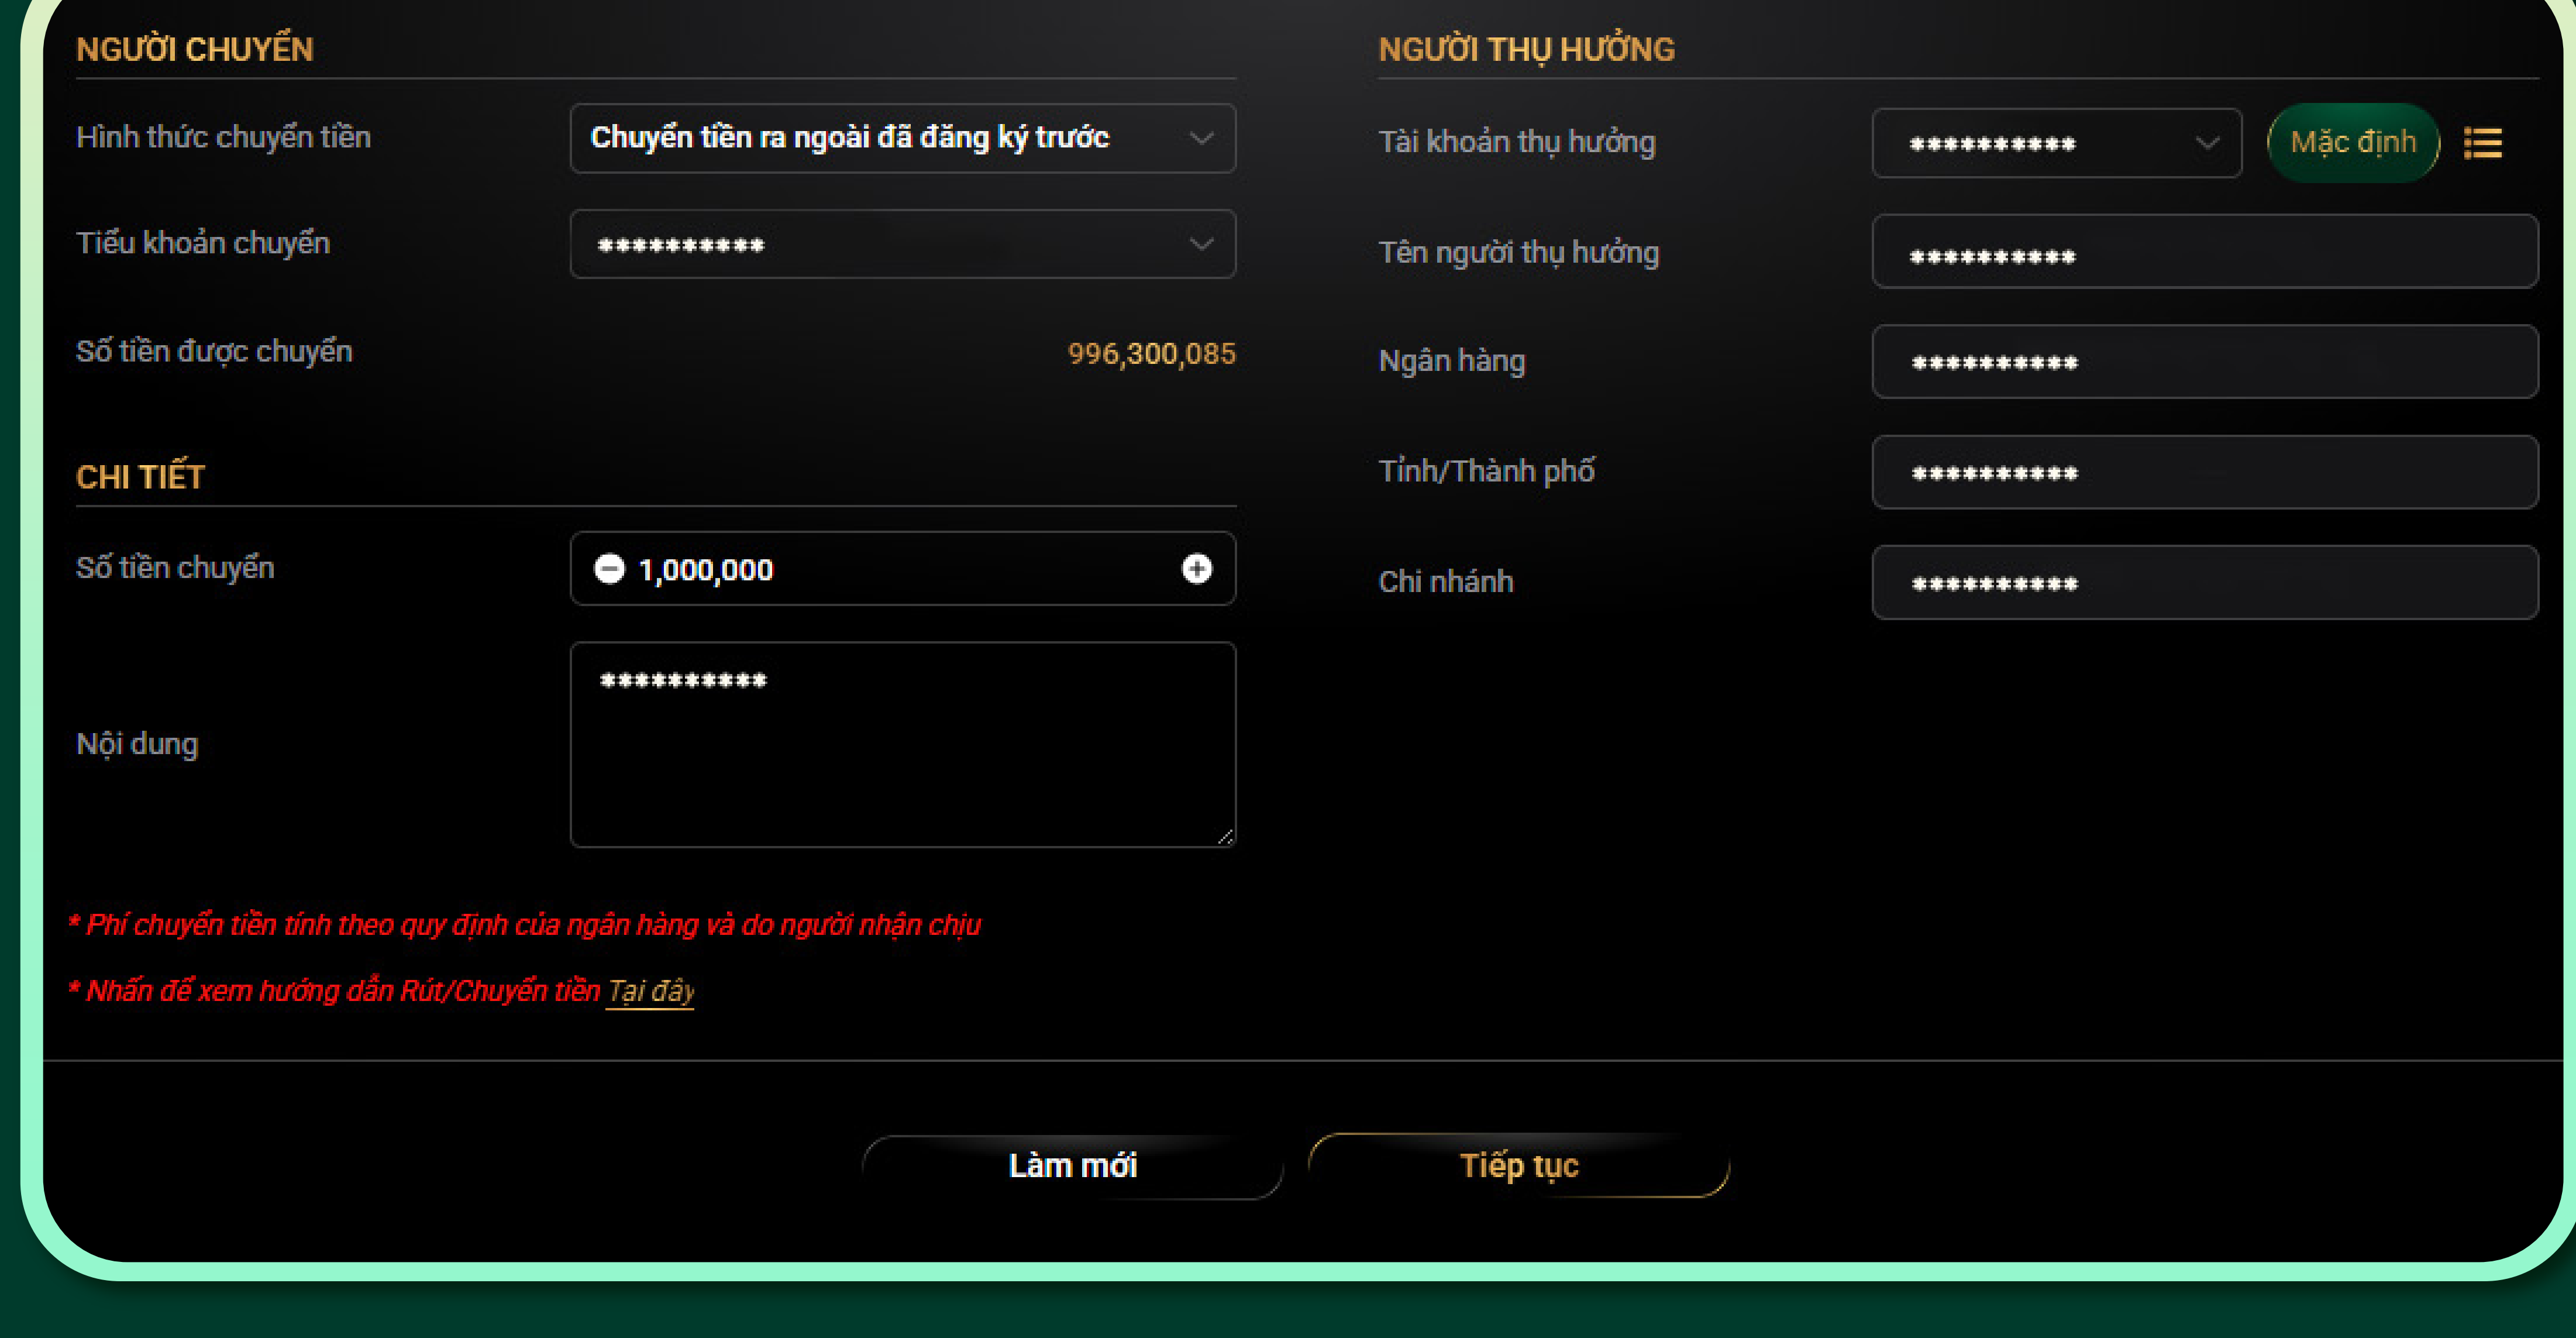 NGƯỜI CHUYỂN
Hình thức chuyển tiền
Chuyển tiền ra ngoài đã đăng ký trước
Tiểu khoản chuyển
**********
Số tiền được chuyển
996,300,085
CHI TIẾT
Số tiền chuyển
1,000,000
Nội dung
**********
* Phí chuyển tiền tính theo quy định của ngân hàng và do người nhận chịu
* Nhấn để xem hướng dẫn Rút/Chuyển tiền Tại đây
NGƯỜI THỤ HƯỞNG
Tài khoản thụ hưởng
**********
Mặc định
Tên người thụ hưởng
**********
Ngân hàng
**********
Tỉnh/Thành phố
**********
Chi nhánh
**********
Làm mới
Tiếp tục